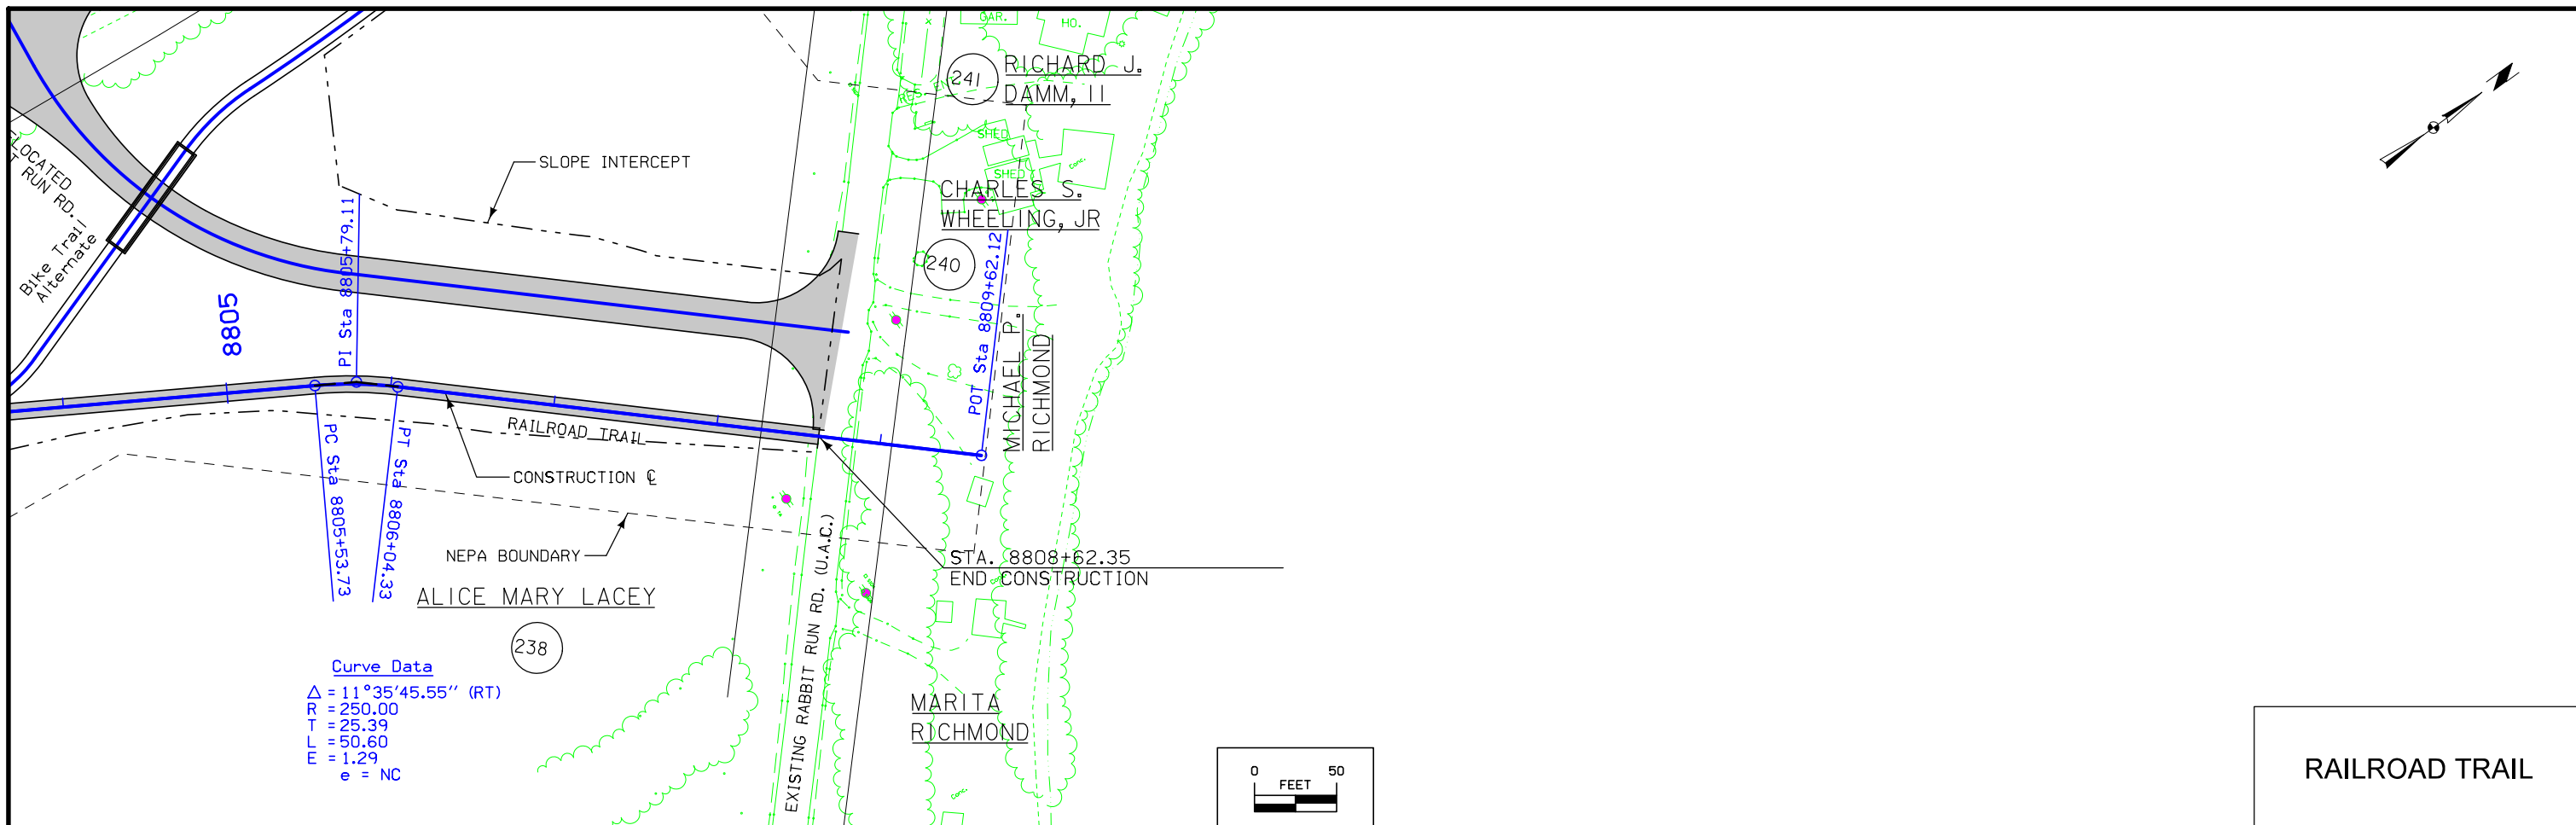 GAR.
HO.
241
RICHARD J.
DAMM, II
SHED
SHED
Conc.
CHARLES S.
WHEELING, JR
240
LOCATED
RUN RD.
Bike Trail
Alternate
SLOPE INTERCEPT
8805
PI Sta 8805+79.11
POT Sta 8809+62.12
MICHAEL P.
RICHMOND
RAILROAD TRAIL
CONSTRUCTION ℄
PC Sta 8805+53.73
PT Sta 8806+04.33
NEPA BOUNDARY
STA. 8808+62.35
END CONSTRUCTION
ALICE MARY LACEY
238
EXISTING RABBIT RUN RD. (U.A.C.)
Curve Data
Δ = 11°35'45.55'' (RT)
R = 250.00
T = 25.39
L = 50.60
E = 1.29
e = NC
MARITA
RICHMOND
Conc.
0 50
FEET
RAILROAD TRAIL